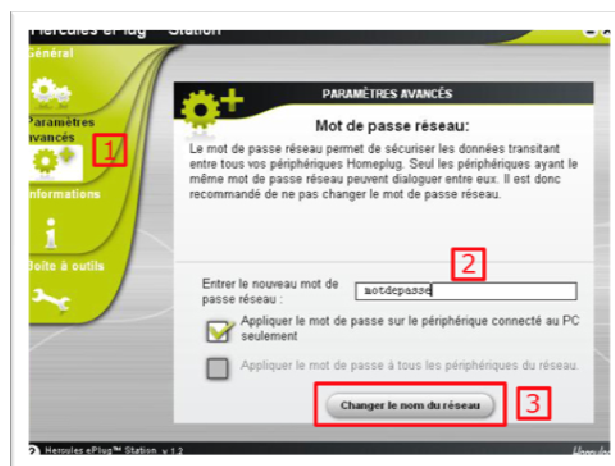 Hercules ePlug Station
Général
Paramètres
avancés
1
Informations
Boîte à outils
PARAMÈTRES AVANCÉS
Mot de passe réseau:
Le mot de passe réseau permet de sécuriser les données transitant
entre tous vos périphériques Homeplug. Seul les périphériques ayant le
même mot de passe réseau peuvent dialoguer entre eux. Il est donc
recommandé de ne pas changer le mot de passe réseau.
2
Entrer le nouveau mot de
passe réseau :
motdepasse
Appliquer le mot de passe sur le périphérique connecté au PC
seulement
Appliquer le mot de passe à tous les périphériques du réseau.
Changer le nom du réseau
3
Hercules ePlug™ Station v 1.2